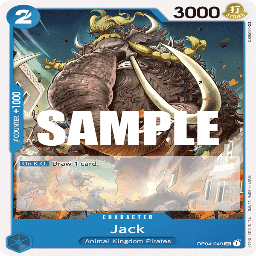 2
3000
COUNTER +1000
SAMPLE
On K.O. Draw 1 card.
CHARACTER
Jack
Animal Kingdom Pirates